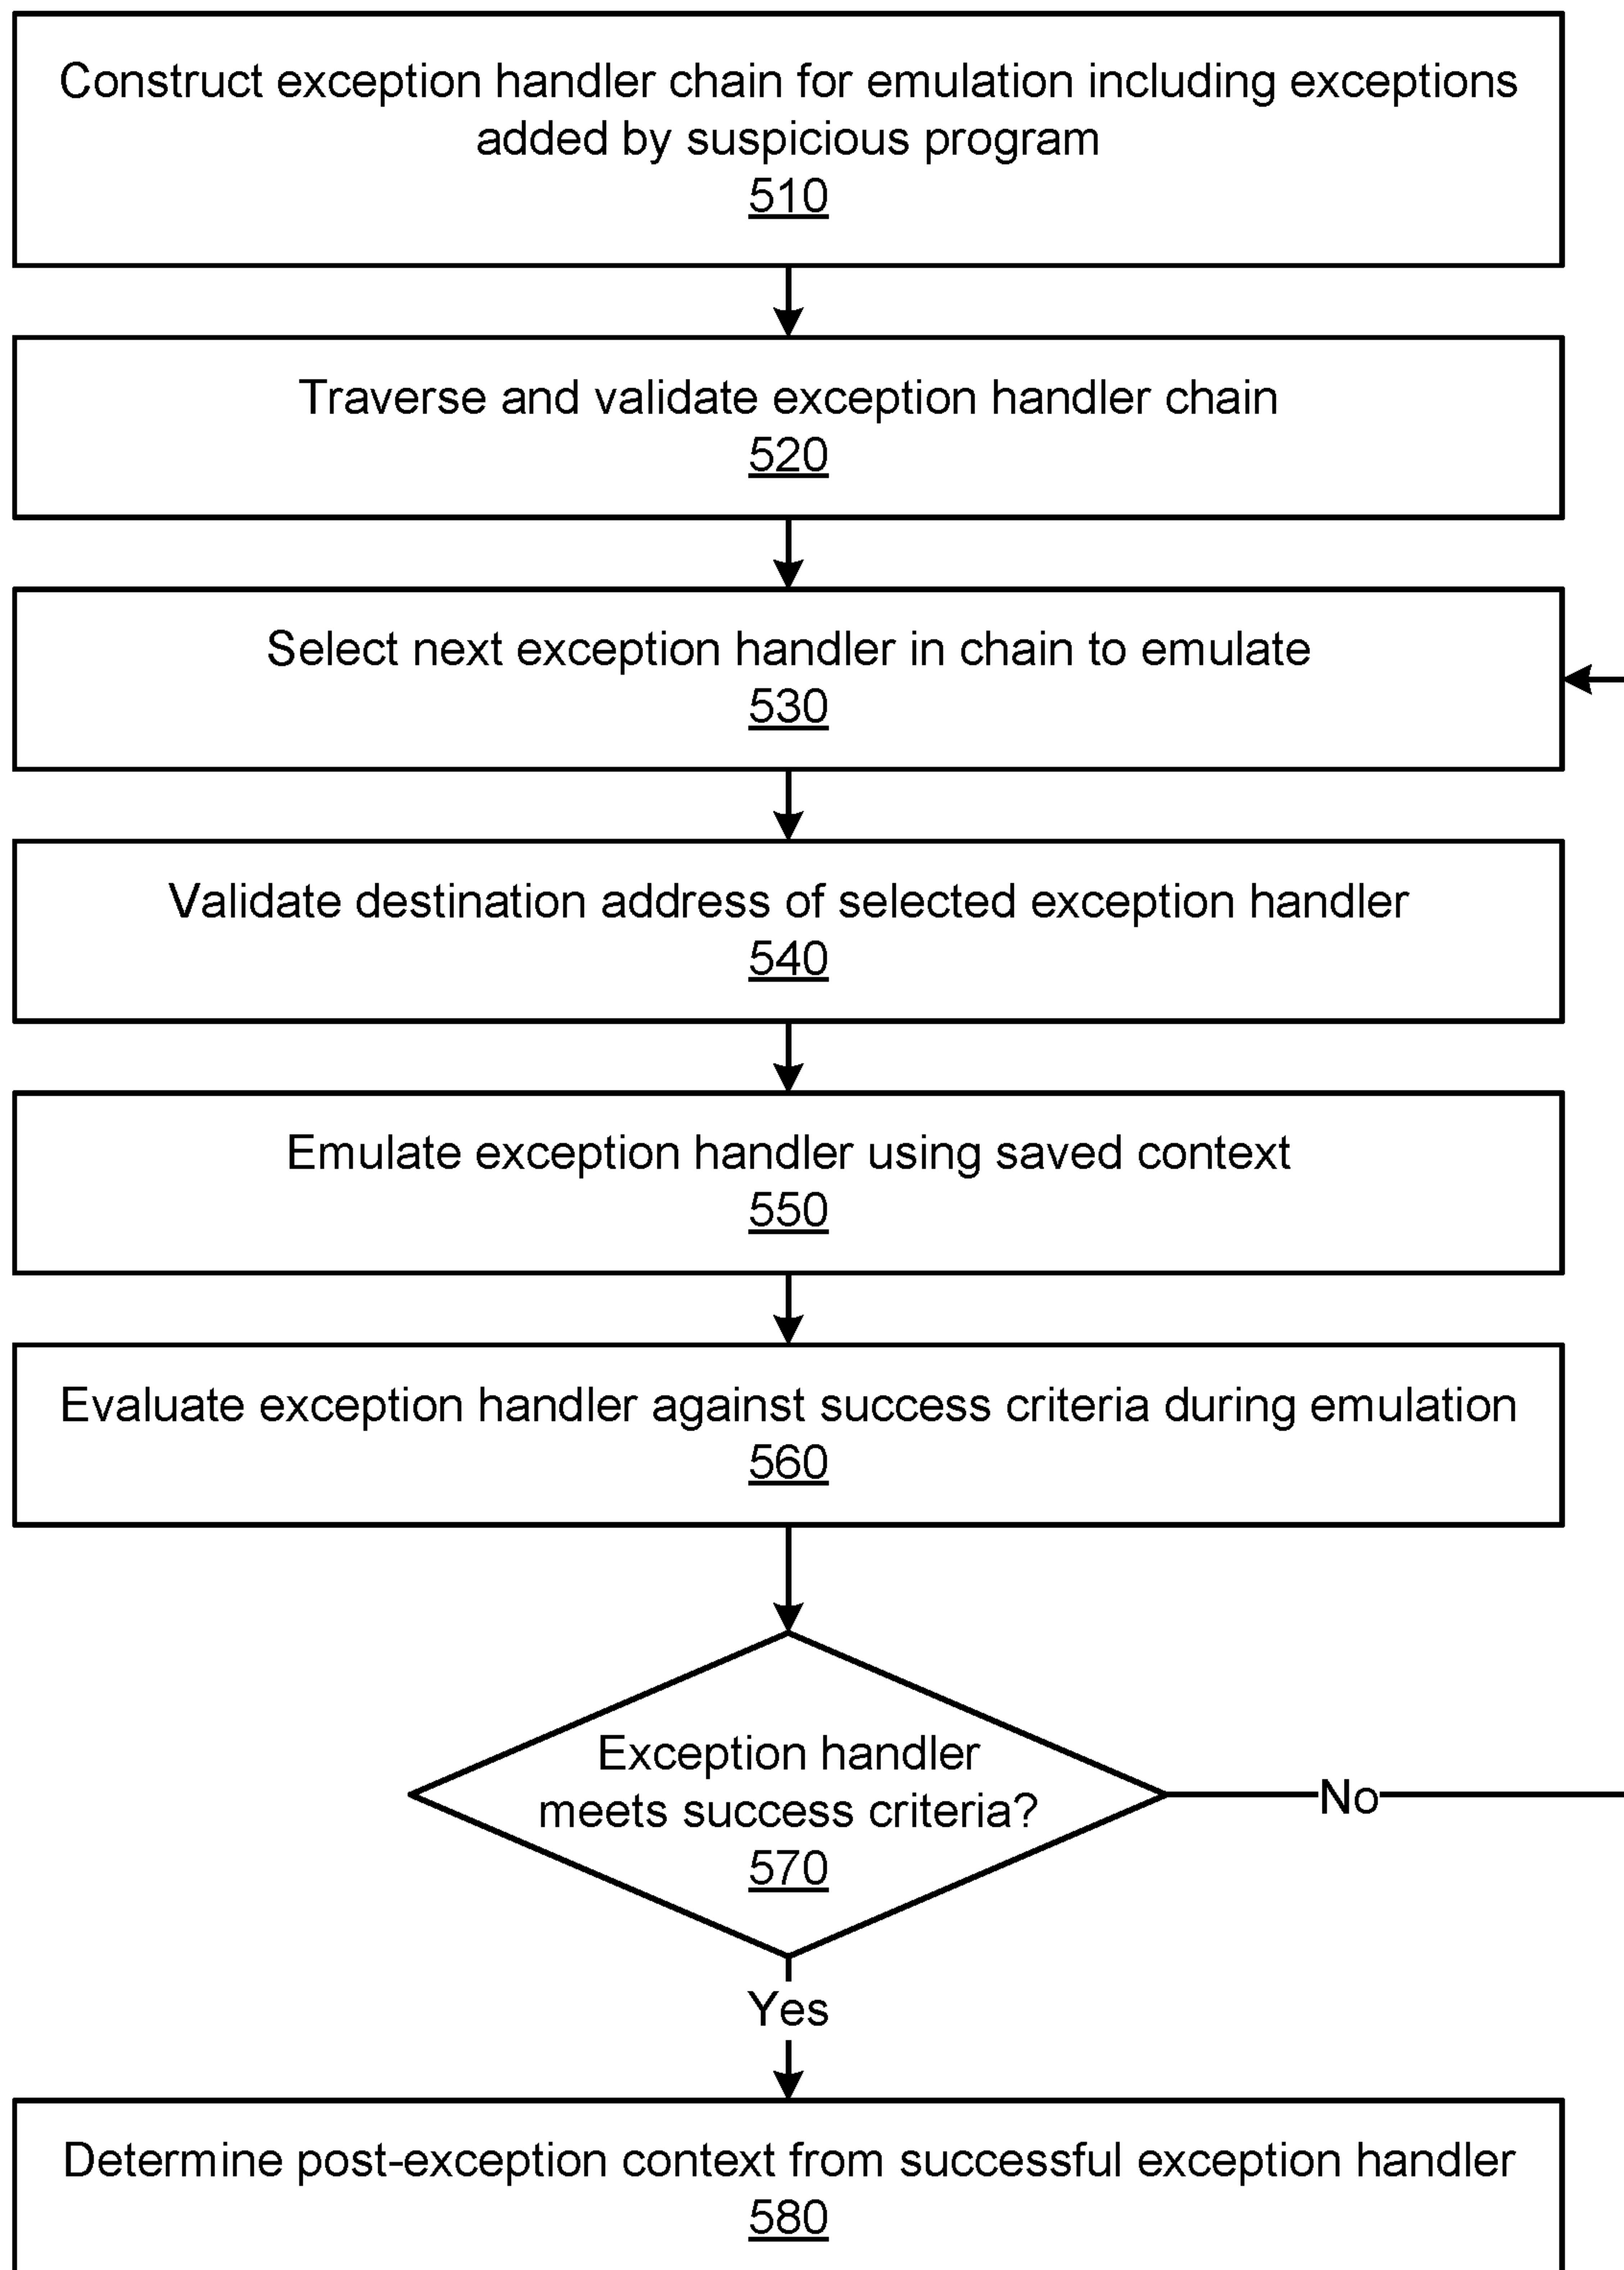 Construct exception handler chain for emulation including exceptions
added by suspicious program
510
Traverse and validate exception handler chain
520
Select next exception handler in chain to emulate
530
Validate destination address of selected exception handler
540
Emulate exception handler using saved context
550
Evaluate exception handler against success criteria during emulation
560
Exception handler
meets success criteria?
570
No
Yes
Determine post-exception context from successful exception handler
580